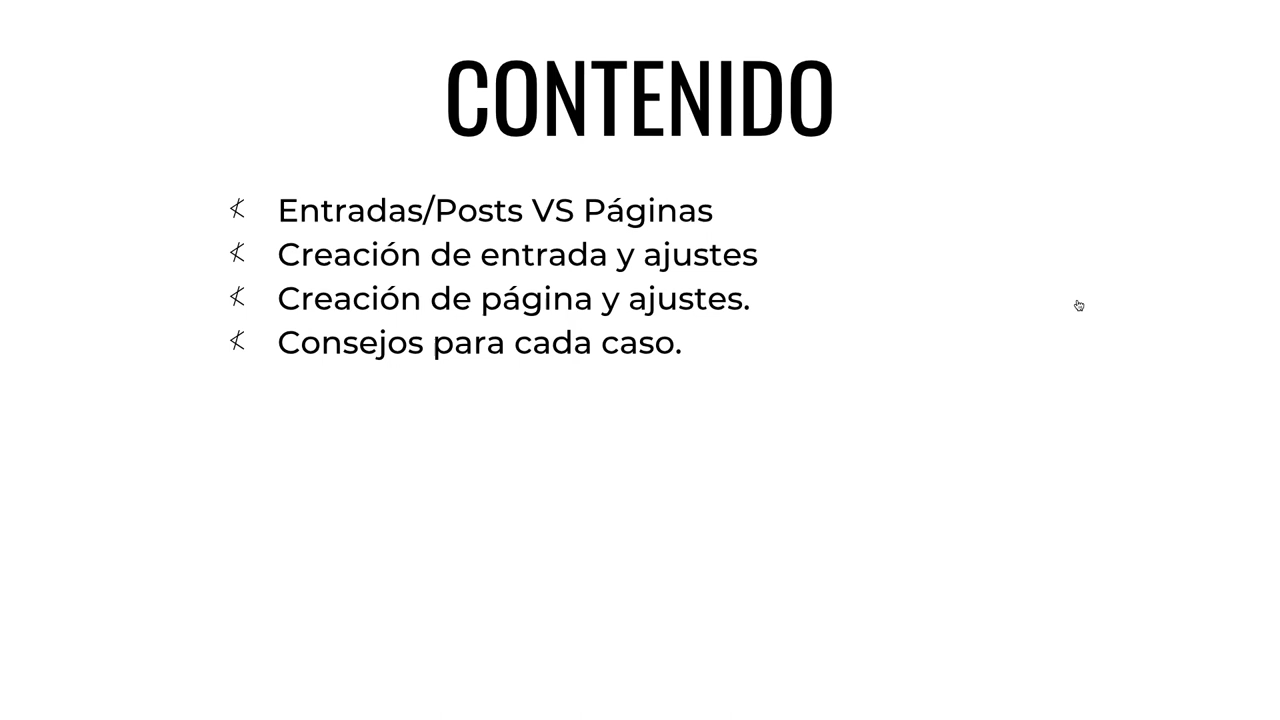 CONTENIDO
Entradas/Posts VS Páginas
Creación de entrada y ajustes
Creación de página y ajustes.
Consejos para cada caso.